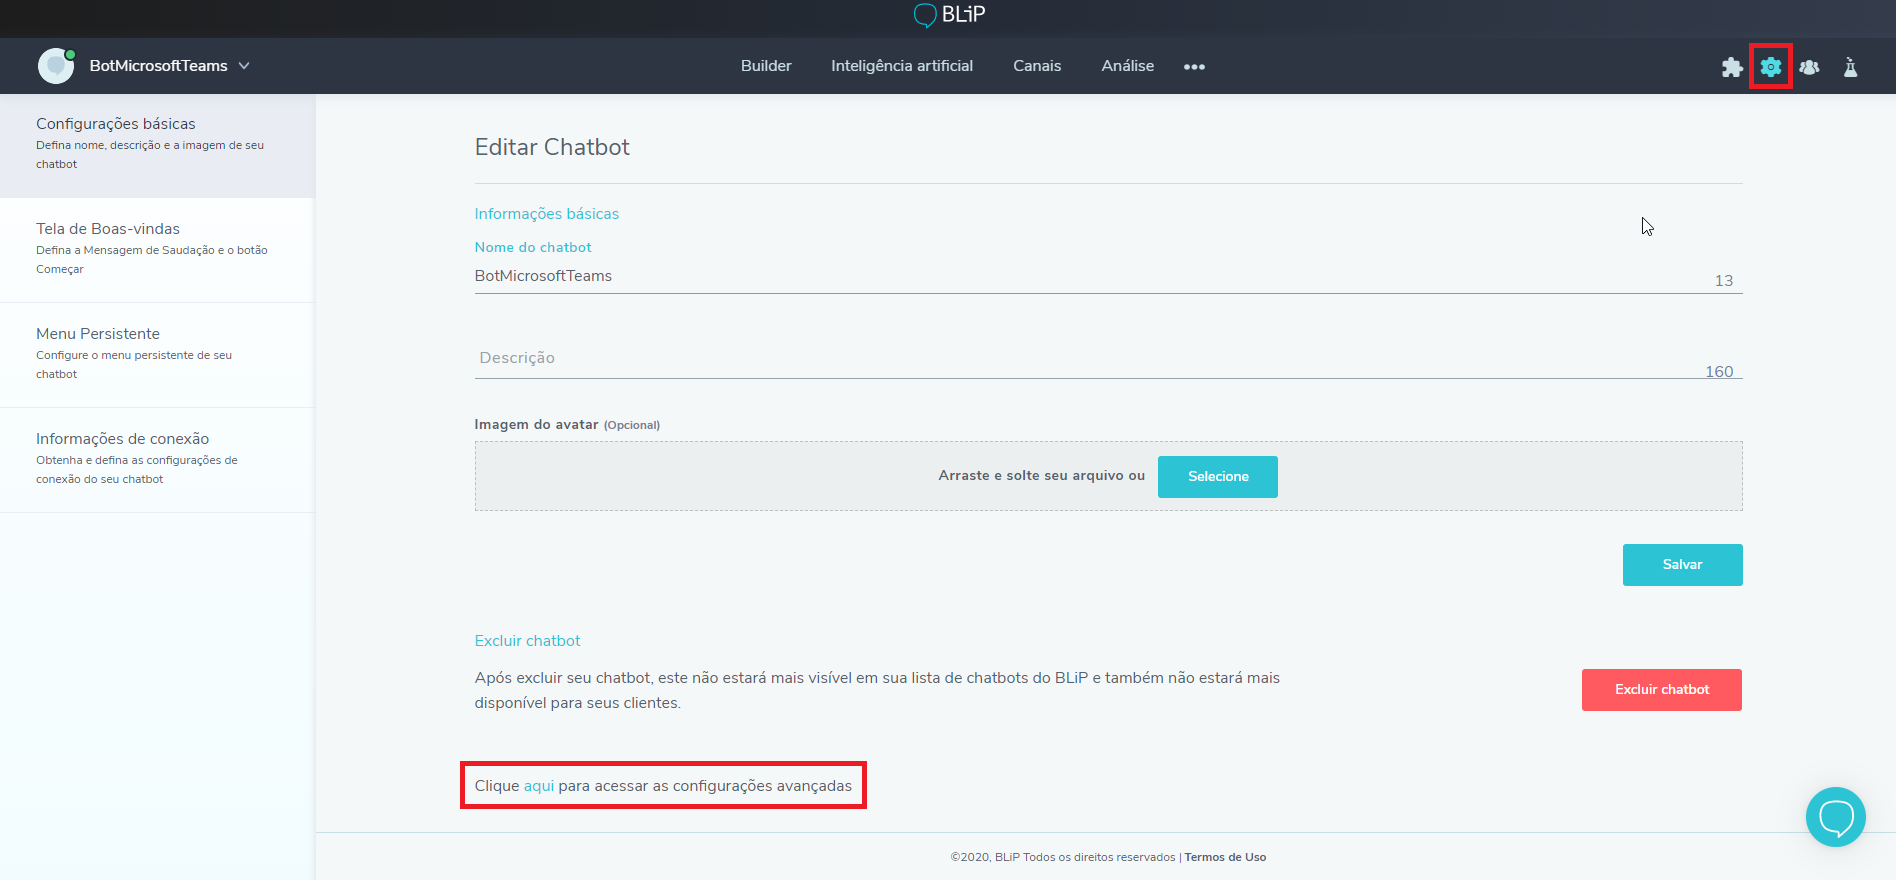 BLiP
BotMicrosoftTeams
Builder
Inteligência artificial
Canais
Análise
Configurações básicas
Defina nome, descrição e a imagem de seu
chatbot
Tela de Boas-vindas
Defina a Mensagem de Saudação e o botão
Começar
Menu Persistente
Configure o menu persistente de seu
chatbot
Informações de conexão
Obtenha e defina as configurações de
conexão do seu chatbot
Editar Chatbot
Informações básicas
Nome do chatbot
BotMicrosoftTeams
13
Descrição
160
Imagem do avatar (Opcional)
Arraste e solte seu arquivo ou
Selecione
Salvar
Excluir chatbot
Após excluir seu chatbot, este não estará mais visível em sua lista de chatbots do BLiP e também não estará mais
disponível para seus clientes.
Excluir chatbot
Clique aqui para acessar as configurações avançadas
©2020, BLiP Todos os direitos reservados | Termos de Uso